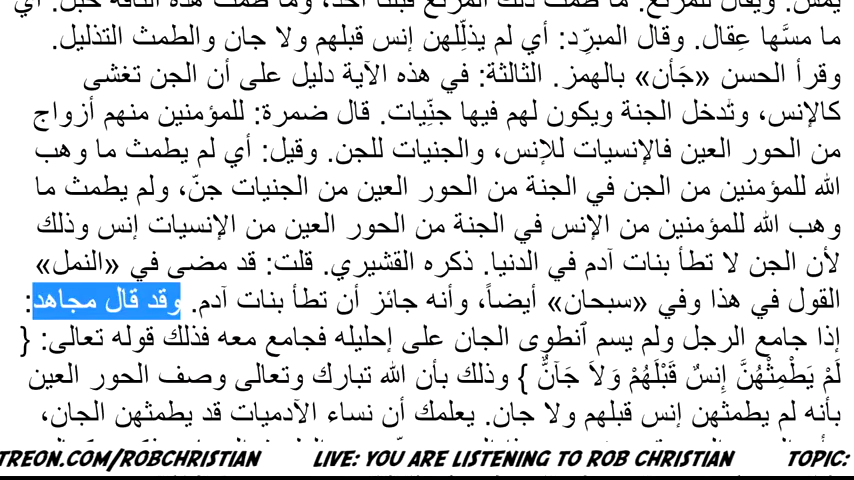 يمس. ويقال للمرتع: ما طمث ذلك المرتع قبلنا أحد، وما طمث هذه الناقة حبل: أي
ما مسَّها عِقال. وقال المبرِّد: أي لم يذلِّلهن إنس قبلهم ولا جان والطمث التذليل.
وقرأ الحسن «جَأن» بالهمز. الثالثة: في هذه الآية دليل على أن الجن تغشى
كالإنس، وتُدخل الجنة ويكون لهم فيها جنِّيات. قال ضمرة: للمؤمنين منهم أزواج
من الحور العين فالإنسيات للإنس، والجنيات للجن. وقيل: أي لم يطمث ما وهب
الله للمؤمنين من الجن في الجنة من الحور العين من الجنيات جنّ، ولم يطمث ما
وهب الله للمؤمنين من الإنس في الجنة من الحور العين من الإنسيات إنس وذلك
لأن الجن لا تطأ بنات آدم في الدنيا. ذكره القشيري. قلت: قد مضى في «النمل»
القول في هذا وفي «سبحان» أيضاً، وأنه جائز أن تطأ بنات آدم. وقد قال مجاهد:
إذا جامع الرجل ولم يسم ٱنطوى الجان على إحليله فجامع معه فذلك قوله تعالى: {
لَمْ يَطْمِثْهُنَّ إِنسٌ قَبْلَهُمْ وَلاَ جَآنٌّ } وذلك بأن الله تبارك وتعالى وصف الحور العين
بأنه لم يطمثهن إنس قبلهم ولا جان. يعلمك أن نساء الآدميات قد يطمثهن الجان،
TREON.COM/ROBCHRISTIAN LIVE: YOU ARE LISTENING TO ROB CHRISTIAN TOPIC: